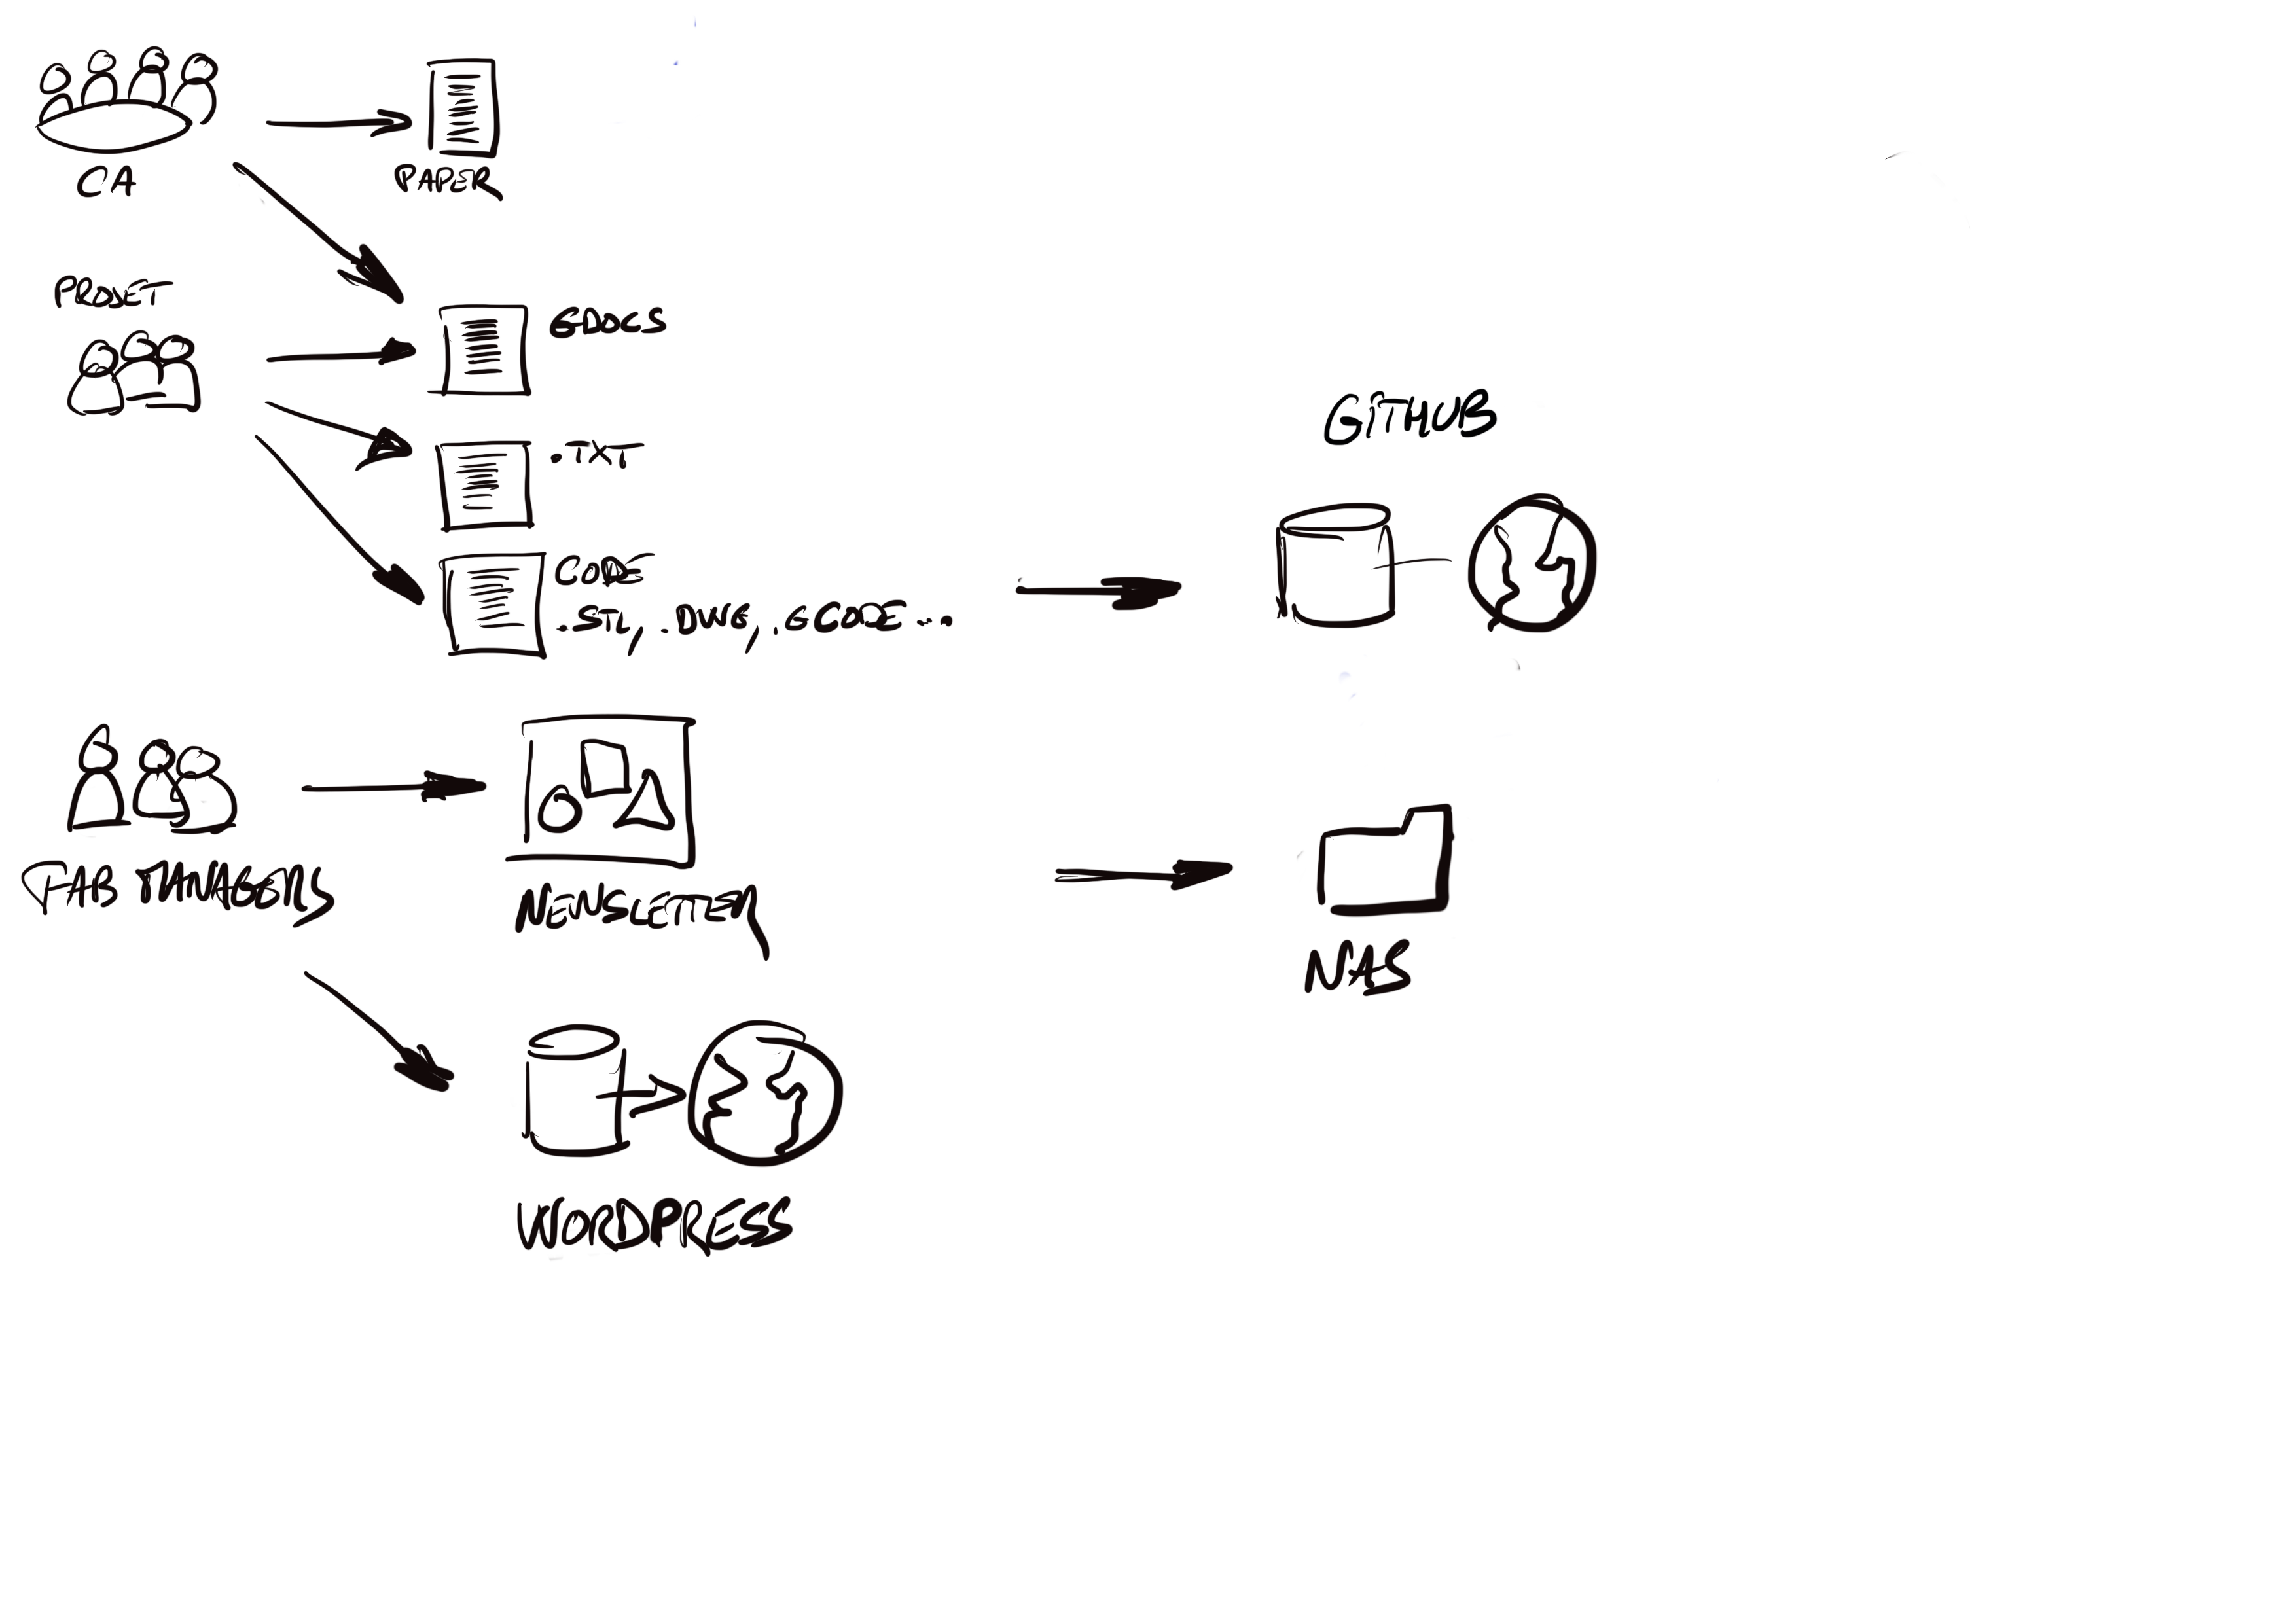 CA
PAPER
PROJET
GDOCS
.TXT
CODE
.STL, .DWG, .GCODE...
GITHUB
FAB MANAGERS
NEWSLETTER
NAS
WORDPRESS